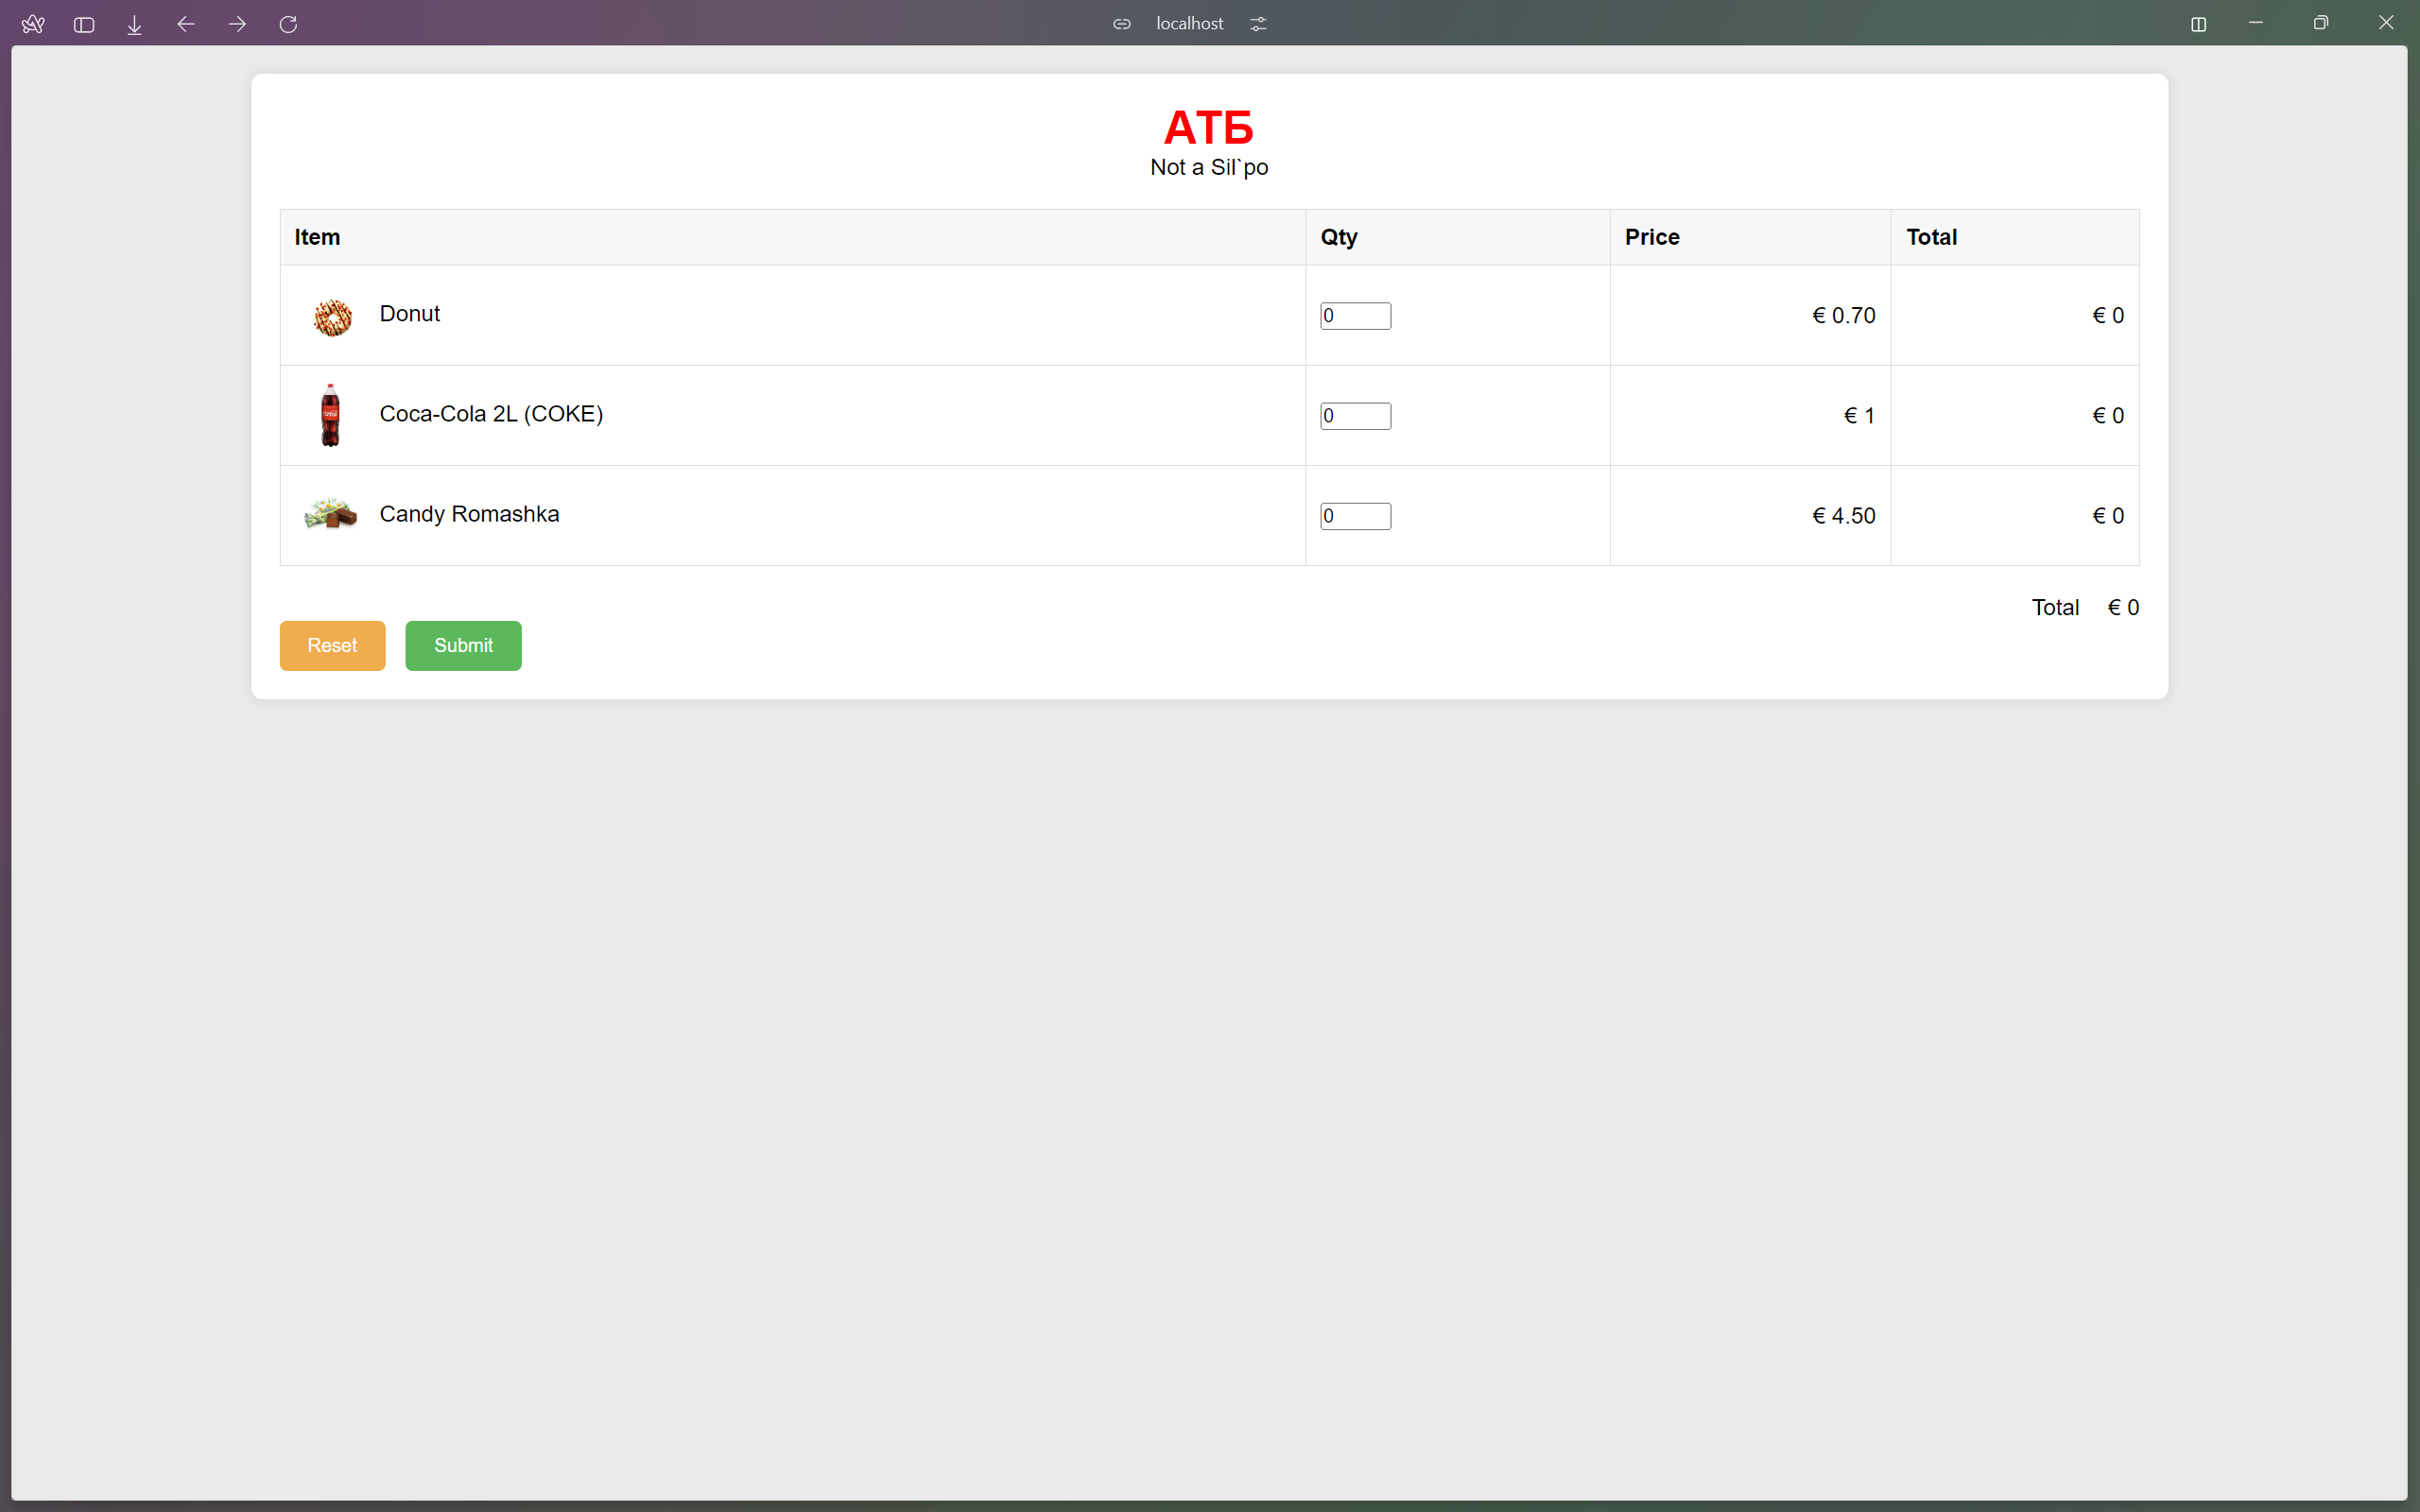 localhost
АТБ
Not a Sil`po
Item Qty Price Total
Donut 0 € 0.70 € 0
Coca-Cola 2L (COKE) 0 € 1 € 0
Candy Romashka 0 € 4.50 € 0
Total € 0
Reset Submit